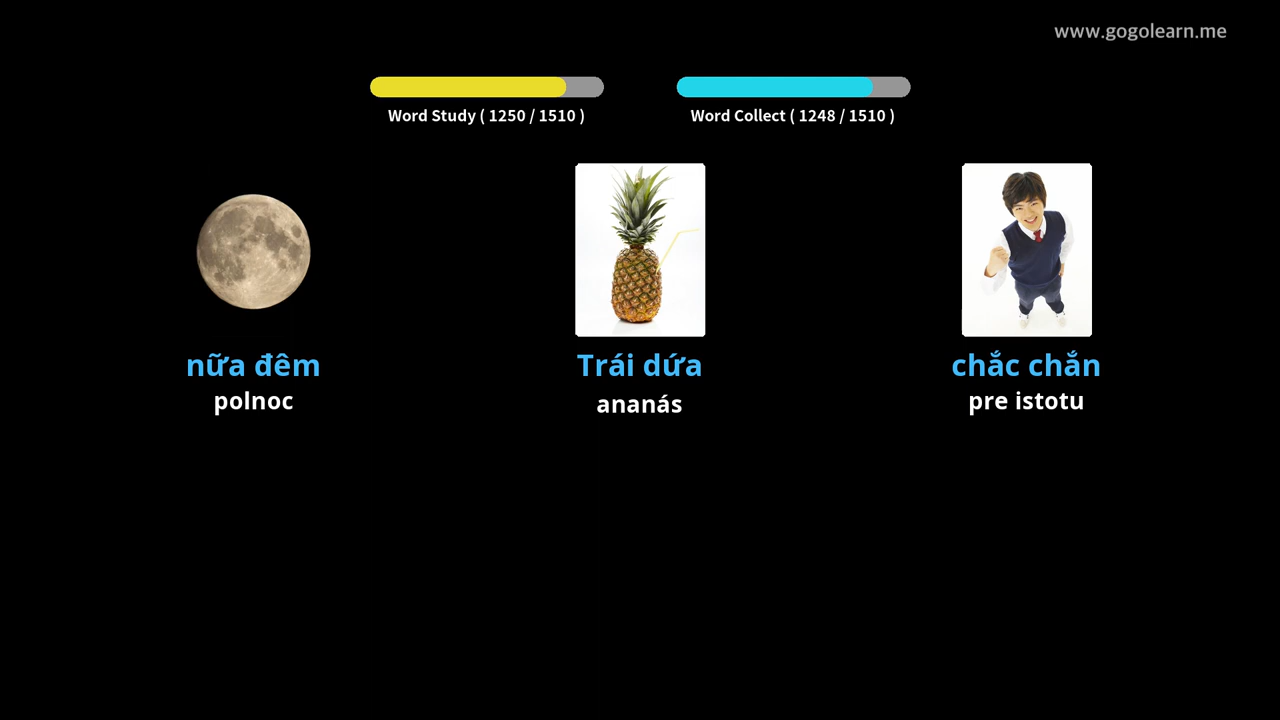 www.gogolearn.me
Word Study ( 1250 / 1510 )
Word Collect ( 1248 / 1510 )
nữa đêm
Trái dứa
chắc chắn
polnoc
ananás
pre istotu